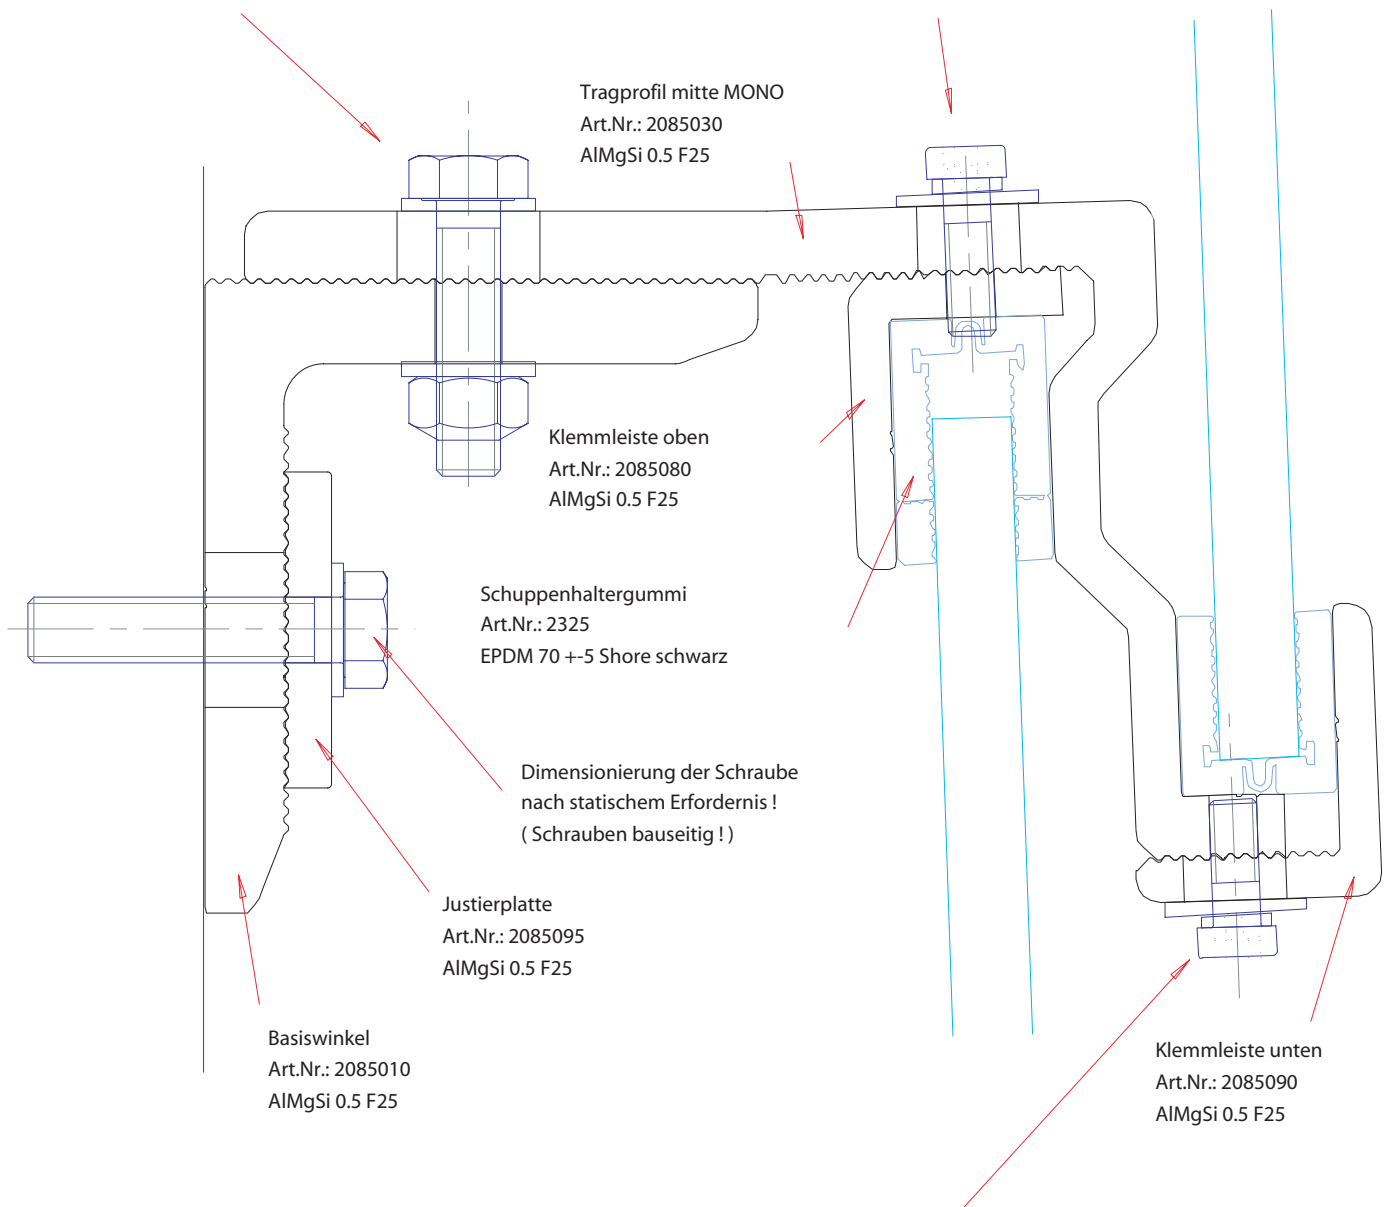 Tragprofil mitte MONO
Art.Nr.: 2085030
AlMgSi 0.5 F25
Klemmleiste oben
Art.Nr.: 2085080
AlMgSi 0.5 F25
Schuppenhaltergummi
Art.Nr.: 2325
EPDM 70 +-5 Shore schwarz
Dimensionierung der Schraube
nach statischem Erfordernis !
( Schrauben bauseitig ! )
Justierplatte
Art.Nr.: 2085095
AlMgSi 0.5 F25
Basiswinkel
Art.Nr.: 2085010
AlMgSi 0.5 F25
Klemmleiste unten
Art.Nr.: 2085090
AlMgSi 0.5 F25